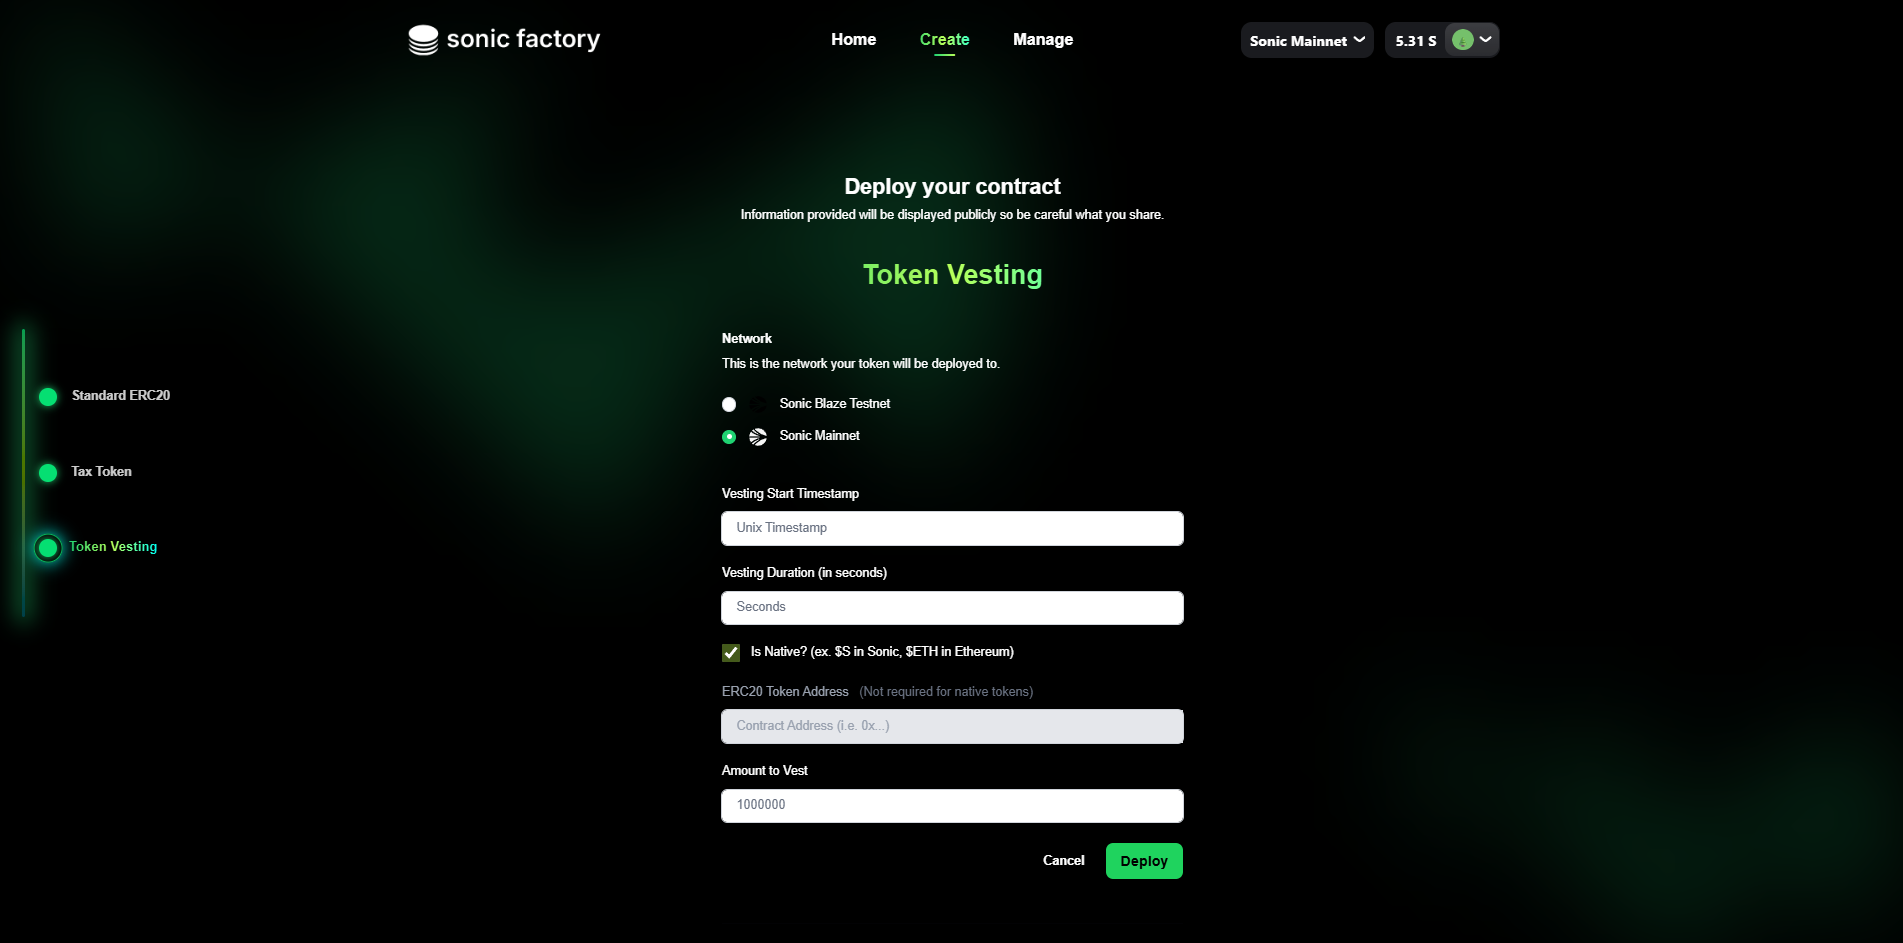 sonic factory
Home
Create
Manage
Sonic Mainnet
5.31 S
Deploy your contract
Information provided will be displayed publicly so be careful what you share.
Token Vesting
Standard ERC20
Tax Token
Token Vesting
Network
This is the network your token will be deployed to.
Sonic Blaze Testnet
Sonic Mainnet
Vesting Start Timestamp
Unix Timestamp
Vesting Duration (in seconds)
Seconds
Is Native? (ex. $S in Sonic, $ETH in Ethereum)
ERC20 Token Address (Not required for native tokens)
Contract Address (i.e. 0x...)
Amount to Vest
1000000
Cancel
Deploy